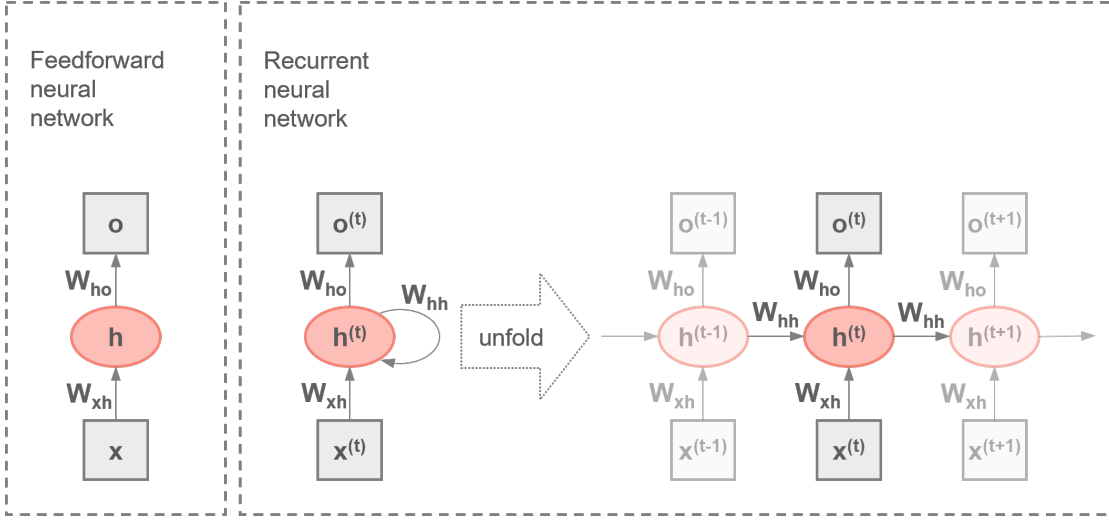 Feedforward
neural
network
o
W_ho
h
W_xh
x
Recurrent
neural
network
o^(t)
W_ho
W_hh
h^(t)
W_xh
x^(t)
unfold
o^(t-1) o^(t) o^(t+1)
W_ho W_ho W_ho
W_hh W_hh
h^(t-1) h^(t) h^(t+1)
W_xh W_xh W_xh
x^(t-1) x^(t) x^(t+1)